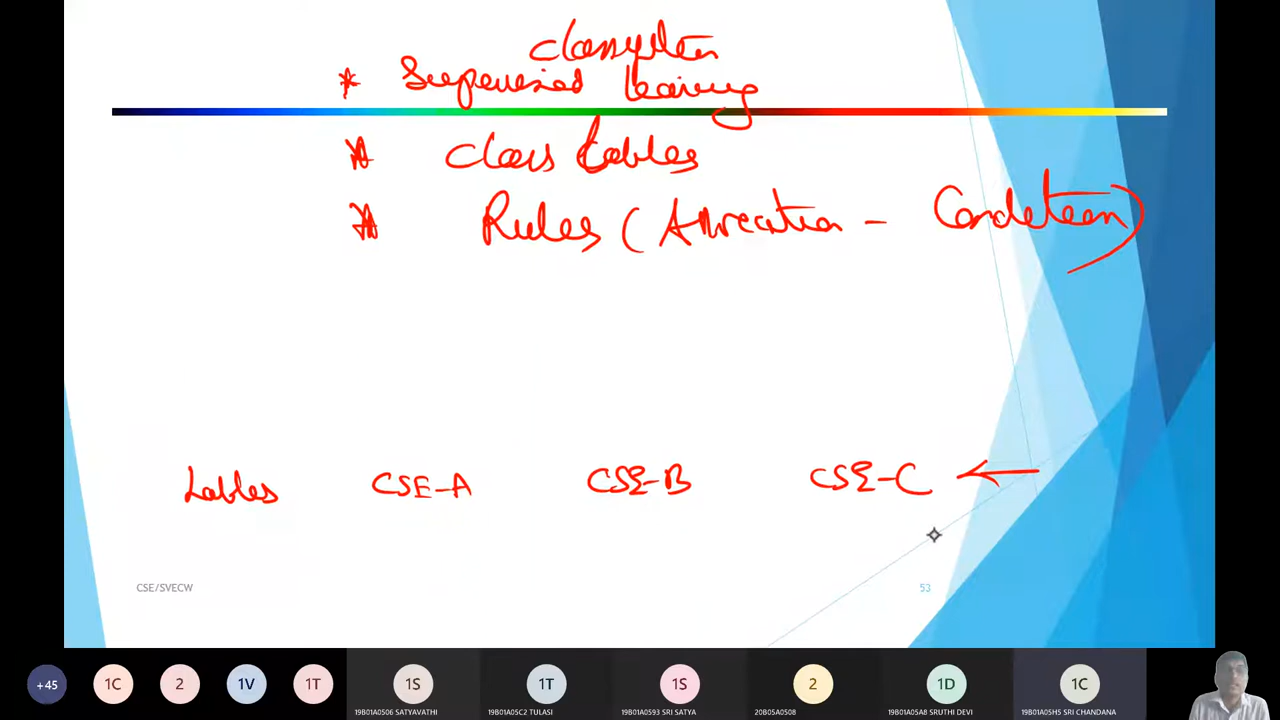 classification
* Supervised learning
* Class Lables
* Rules ( - Condeteon)
Lables CSE-A CSE-B CSE-C ←
CSE/SVECW 53
+45 1C 2 1V 1T 1S 1T 1S 2 1D 1C
19B01A0506 SATYAVATHI 19B01A05C2 TULASI 19B01A0593 SRI SATYA 20B05A0508 19B01A05A8 SRUTHI DEVI 19B01A05H5 SRI CHANDANA